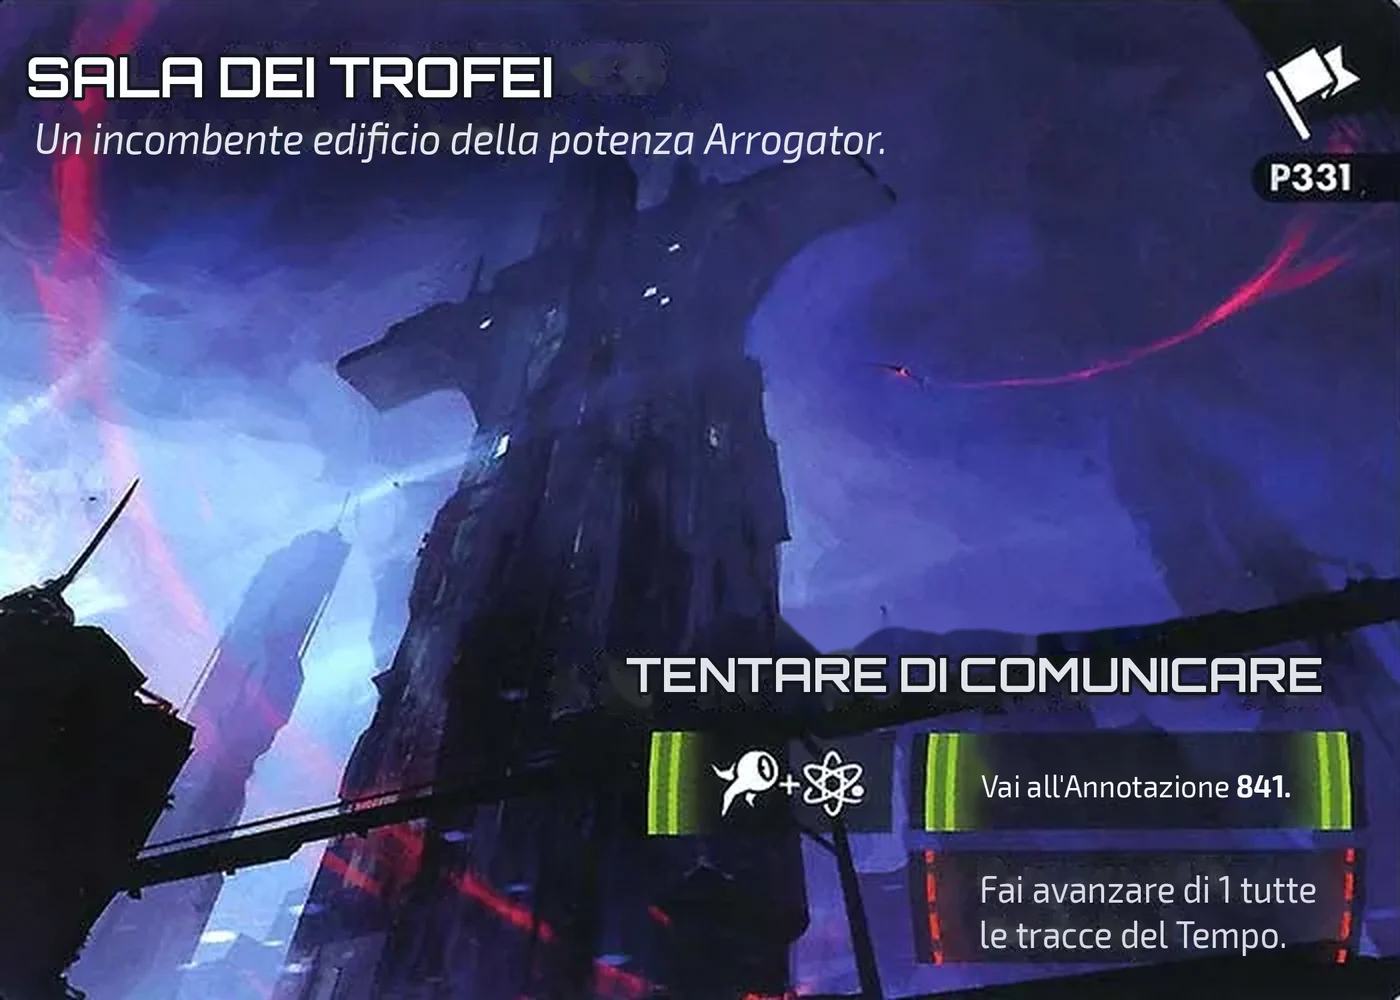 SALA DEI TROFEI
Un incombente edificio della potenza Arrogator.
P331
TENTARE DI COMUNICARE
+
Vai all'Annotazione 841.
Fai avanzare di 1 tutte
le tracce del Tempo.